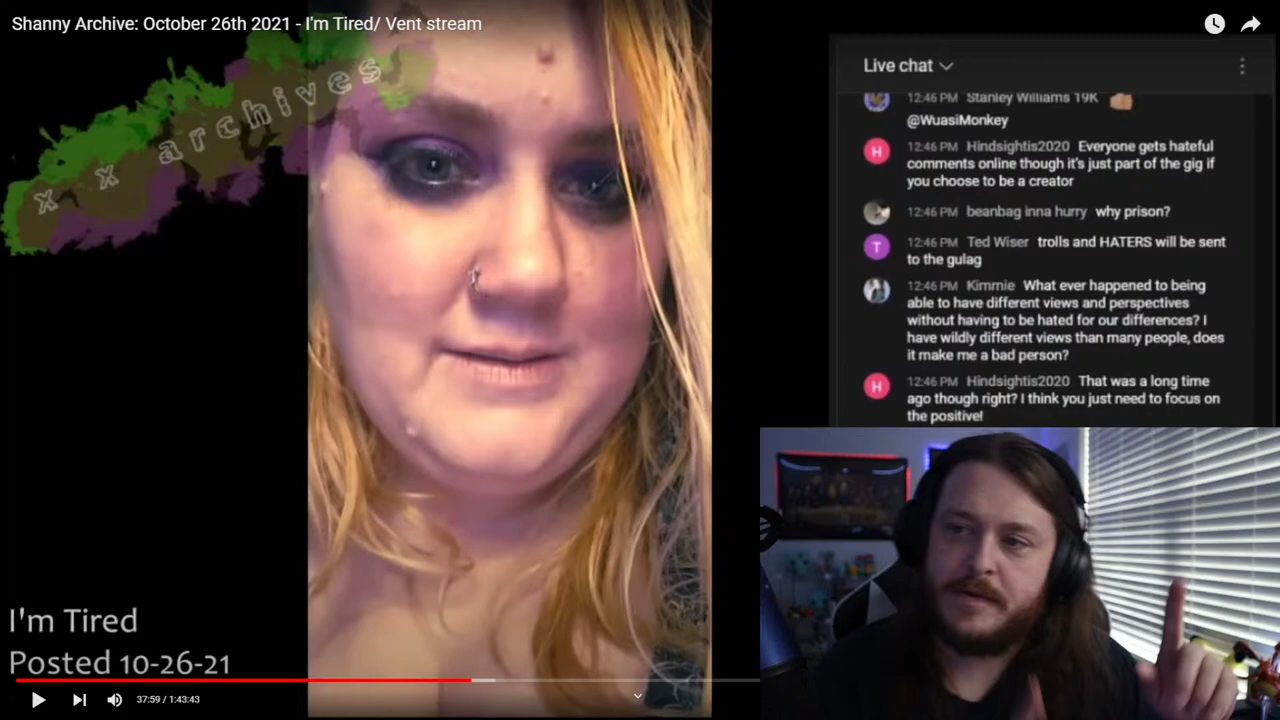 Shanny Archive: October 26th 2021 - I'm Tired/ Vent stream
x x archives
Live chat
12:46 PM Stanley Williams 19K
@WuasiMonkey
H 12:46 PM Hindsightis2020 Everyone gets hateful
comments online though it's just part of the gig if
you choose to be a creator
12:46 PM beanbag inna hurry why prison?
T 12:46 PM Ted Wiser trolls and HATERS will be sent
to the gulag
12:46 PM Kimmie What ever happened to being
able to have different views and perspectives
without having to be hated for our differences? I
have wildly different views than many people, does
it make me a bad person?
H 12:46 PM Hindsightis2020 That was a long time
ago though right? I think you just need to focus on
the positive!
I'm Tired
Posted 10-26-21
37:59 / 1:43:43